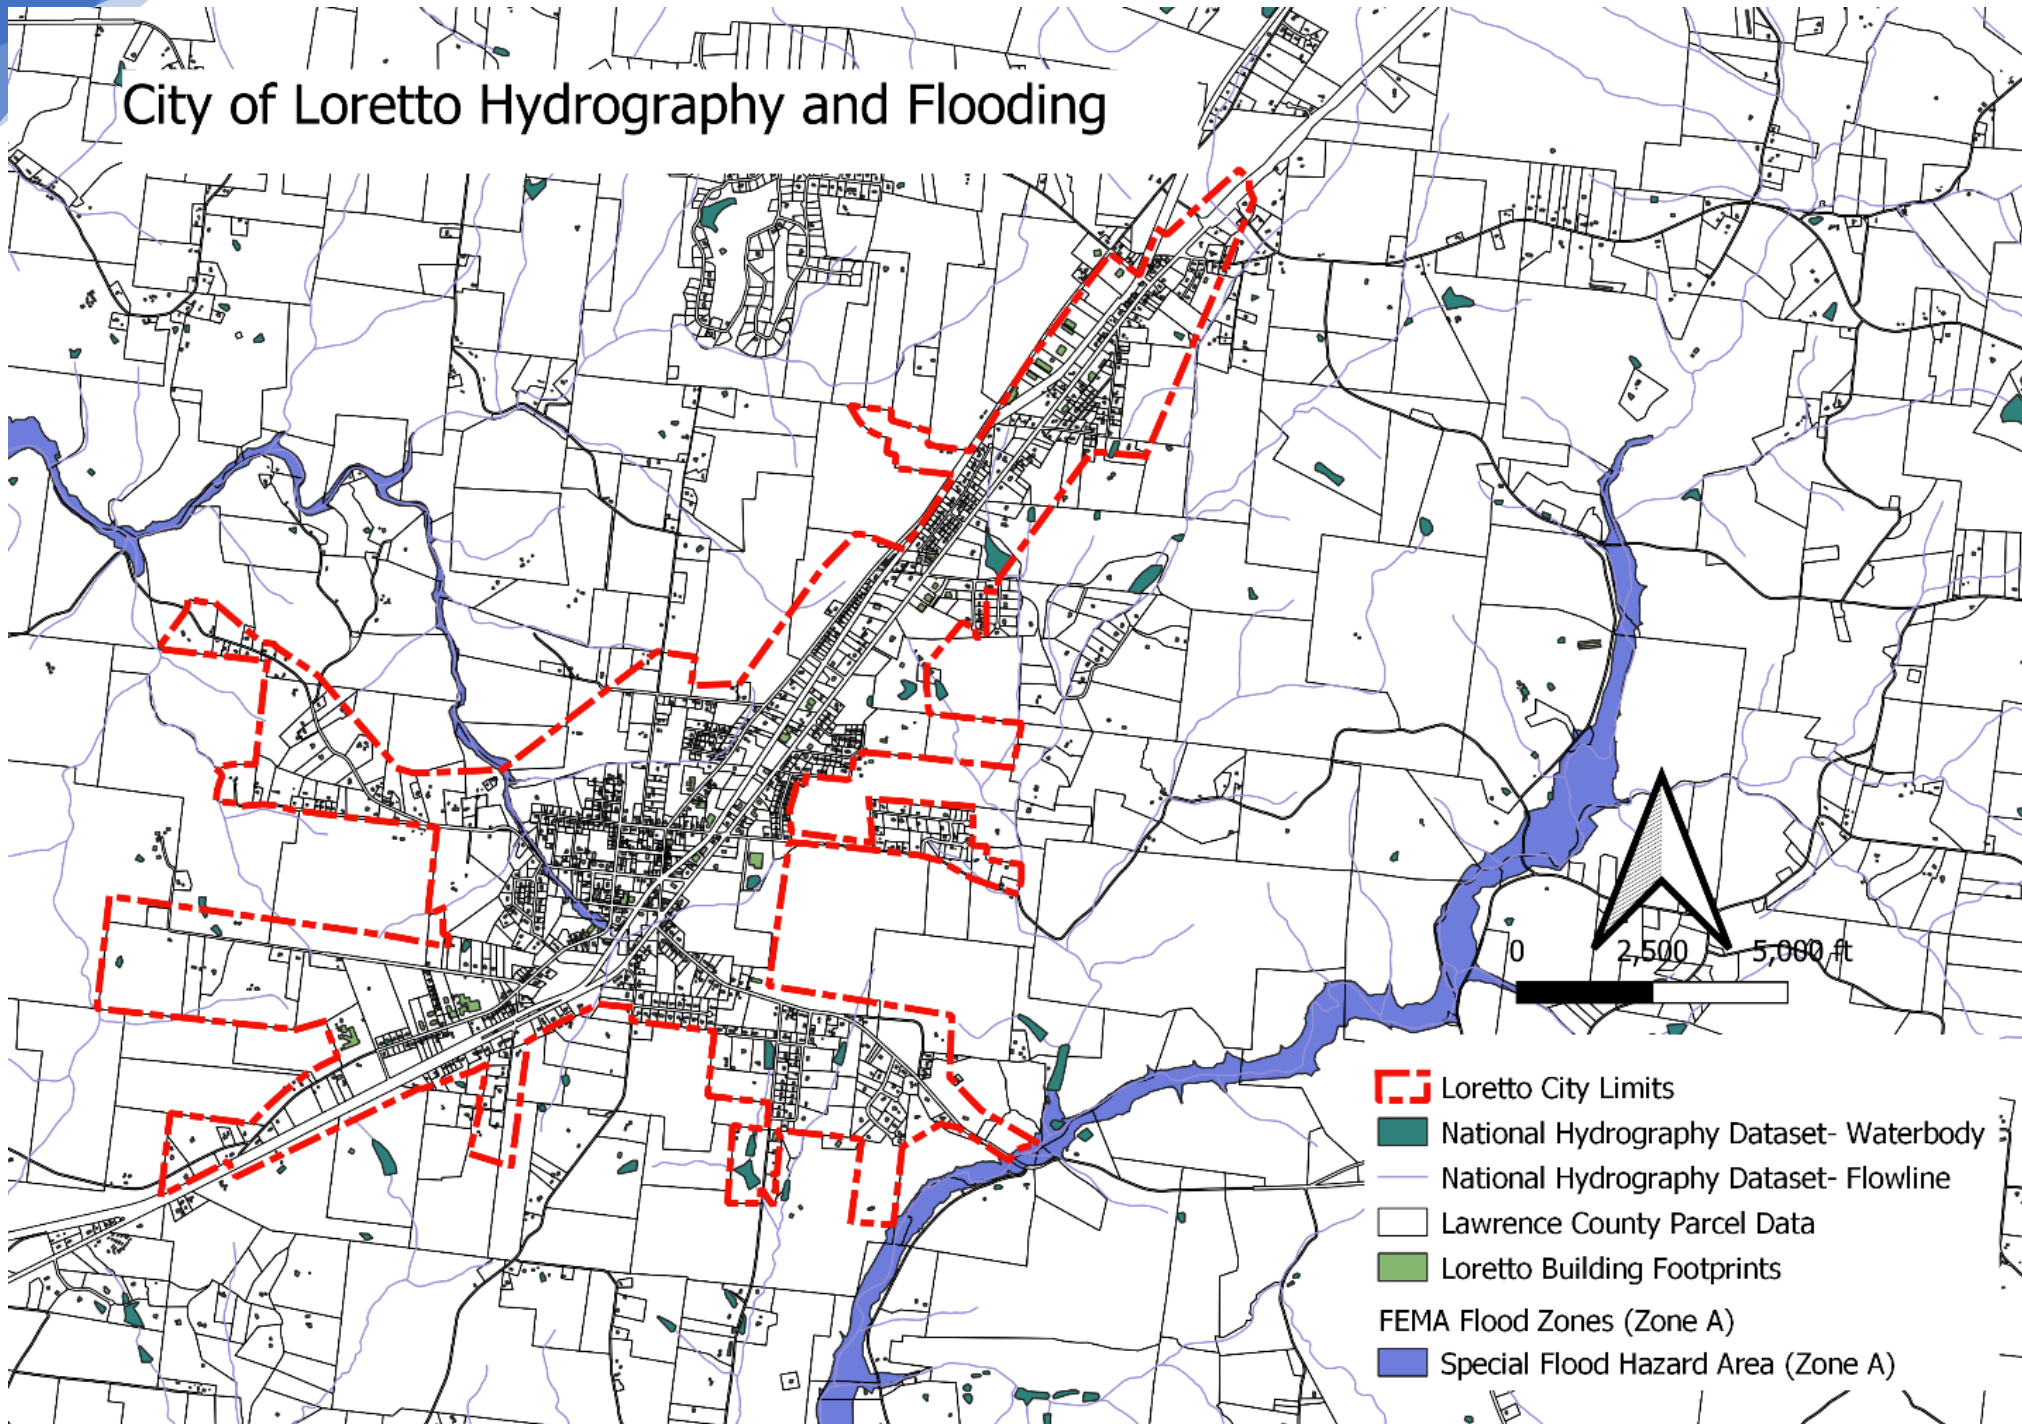 City of Loretto Hydrography and Flooding
0 2,500 5,000 ft
Loretto City Limits
National Hydrography Dataset- Waterbody
National Hydrography Dataset- Flowline
Lawrence County Parcel Data
Loretto Building Footprints
FEMA Flood Zones (Zone A)
Special Flood Hazard Area (Zone A)